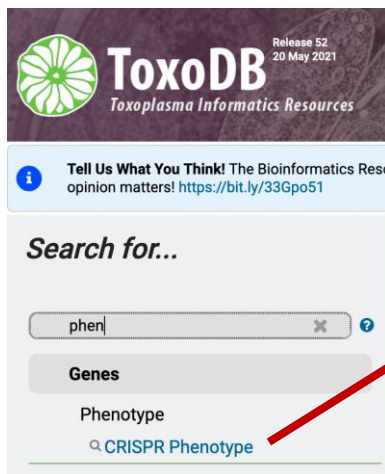 ToxoDB
Release 52
20 May 2021
Toxoplasma Informatics Resources
Tell Us What You Think! The Bioinformatics
opinion matters! https://bit.ly/33Gpo51
Search for...
phen
Genes
Phenotype
CRISPR Phenotype